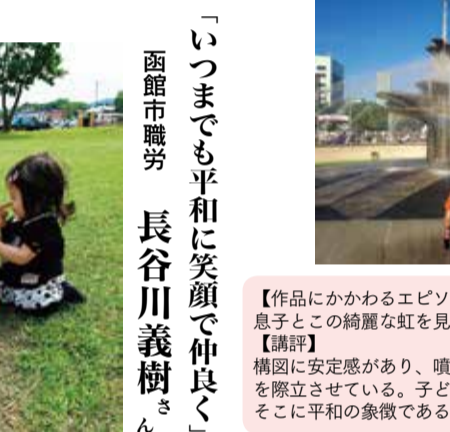 「いつまでも平和に笑顔で仲良く」
函館市職労 長谷川義樹さん
【作品にかかわるエピソ
息子とこの綺麗な虹を見
【講評】
構図に安定感があり、噴
を際立させている。子ど
そこに平和の象徴である